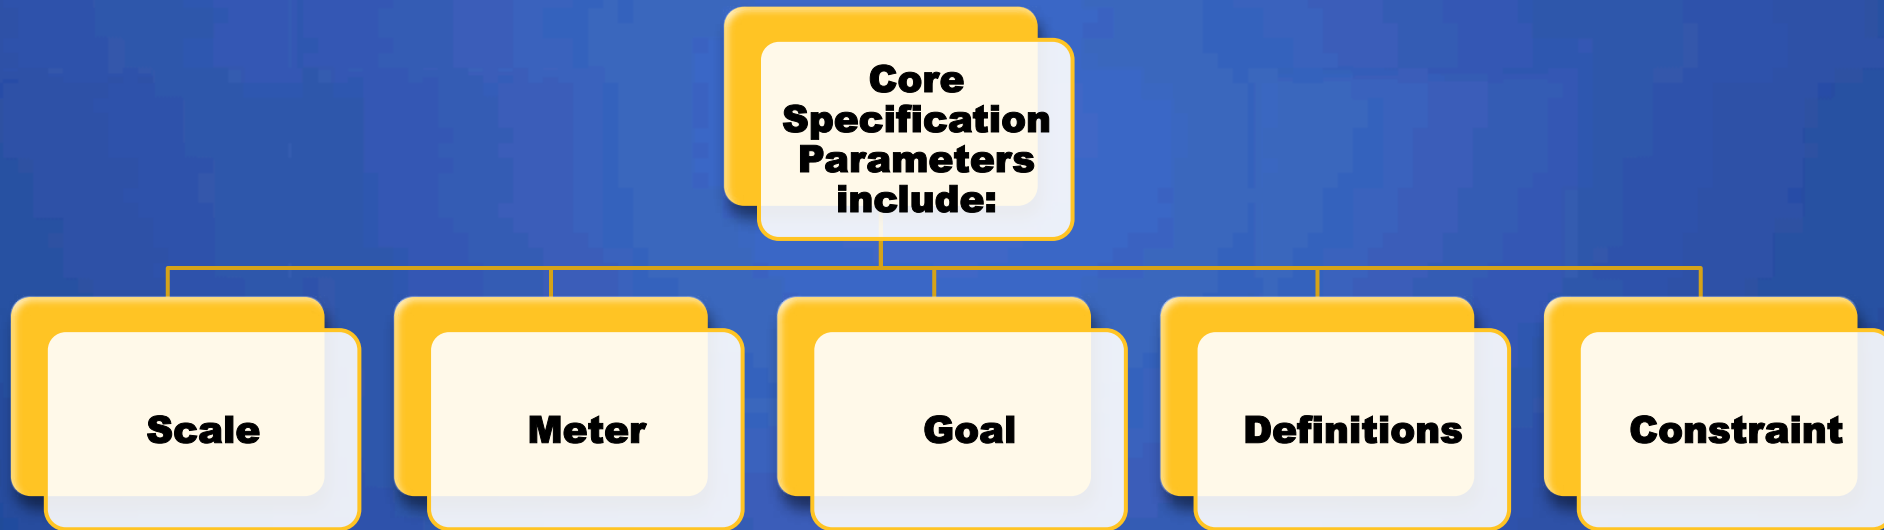 Core
Specification
Parameters
include:
Scale
Meter
Goal
Definitions
Constraint